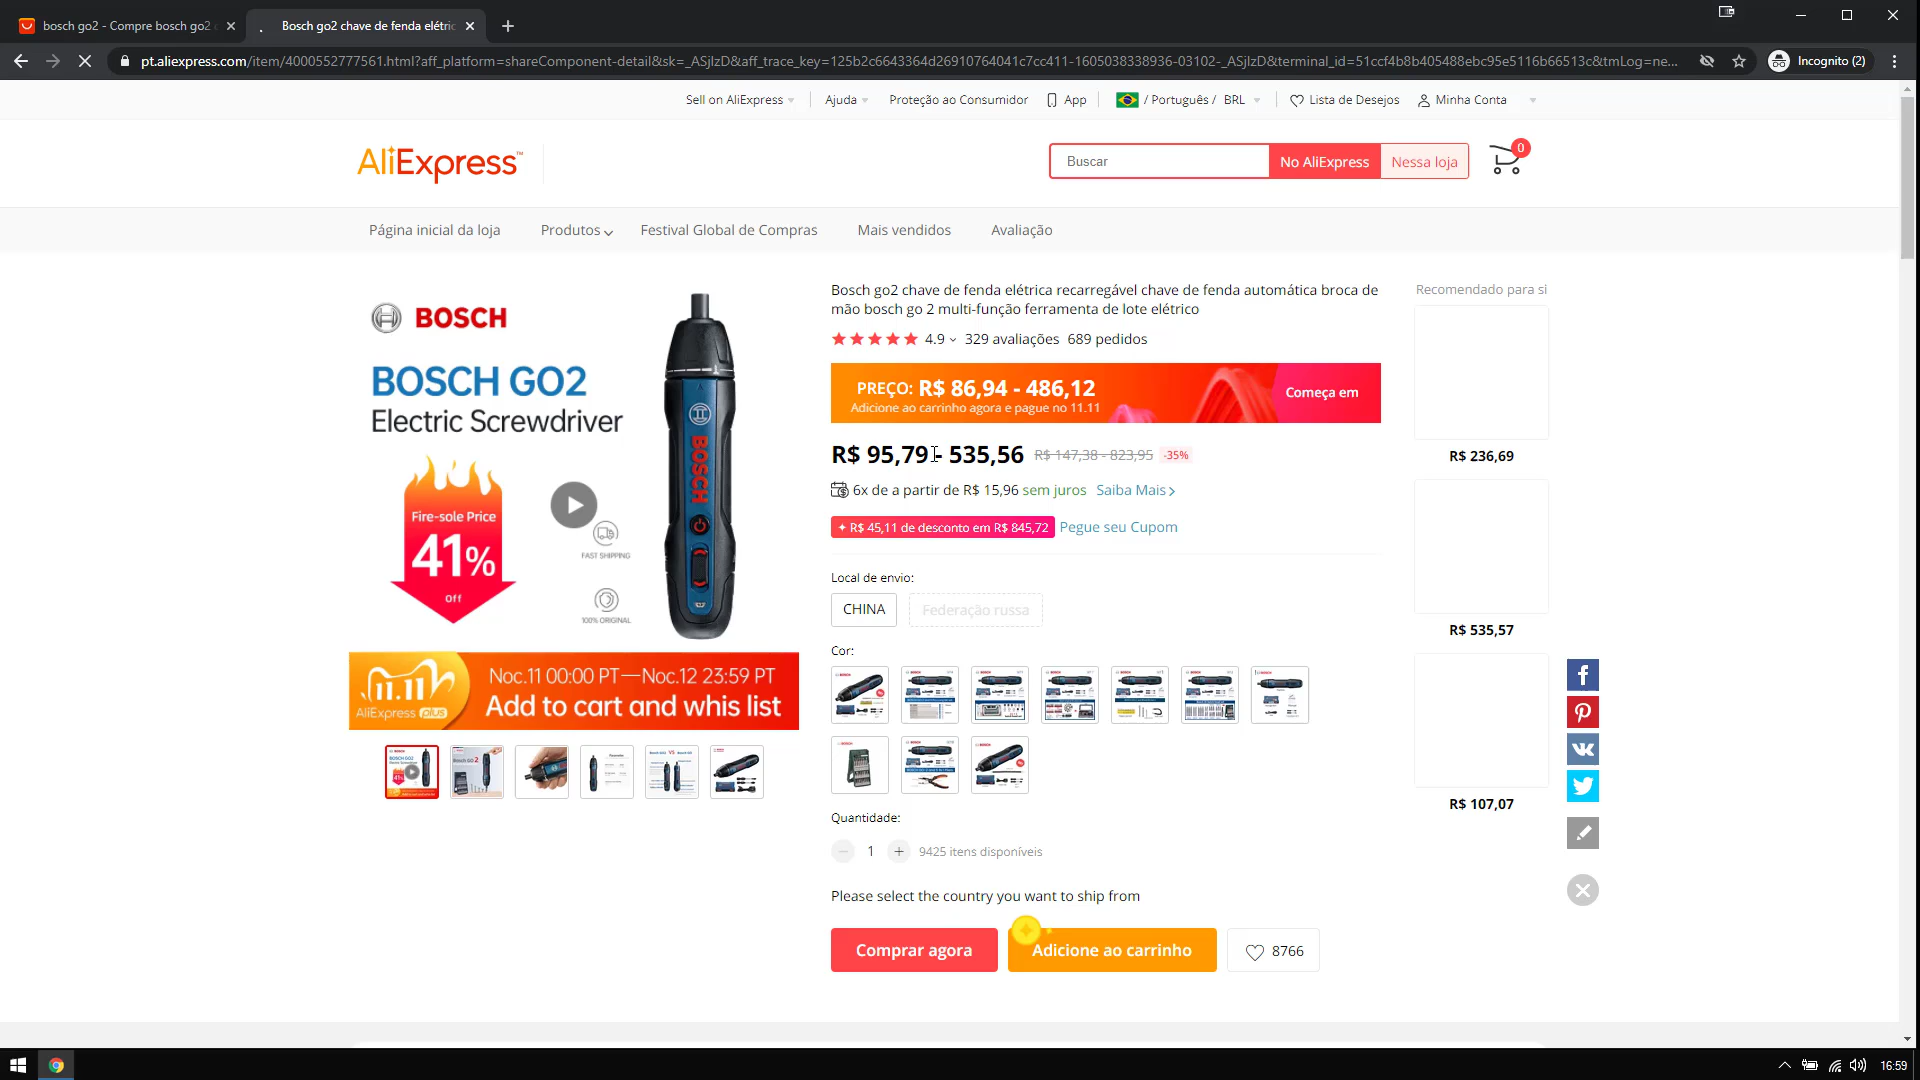 bosch go2 - Compre bosch go2
Bosch go2 chave de fenda elétric
pt.aliexpress.com/item/4000552777561.html?aff_platform=shareComponent-detail&sk=_ASjlzD&aff_trace_key=125b2c6643364d26910764041c7cc411-1605038338936-03102-_ASjlzD&terminal_id=51ccf4b8b405488ebc95e5116b66513c&tmLog=ne...
Incognito (2)
Sell on AliExpress
Ajuda
Proteção ao Consumidor
App
/ Português / BRL
Lista de Desejos
Minha Conta
AliExpress™
Buscar
No AliExpress
Nessa loja
0
Página inicial da loja
Produtos
Festival Global de Compras
Mais vendidos
Avaliação
BOSCH
BOSCH GO2
Electric Screwdriver
Fire-sole Price
41%
Off
FAST SHIPPING
100% ORIGINAL
BOSCH
11.11
AliExpress plus
Noc.11 00:00 PT—Noc.12 23:59 PT
Add to cart and whis list
Bosch go2 chave de fenda elétrica recarregável chave de fenda automática broca de
mão bosch go 2 multi-função ferramenta de lote elétrico
4.9
329 avaliações
689 pedidos
PREÇO: R$ 86,94 - 486,12
Adicione ao carrinho agora e pague no 11.11
Começa em
R$ 95,79 - 535,56
R$ 147,38 - 823,95
-35%
6x de a partir de R$ 15,96 sem juros Saiba Mais
R$ 45,11 de desconto em R$ 845,72
Pegue seu Cupom
Local de envio:
CHINA
Federação russa
Cor:
Quantidade:
1
9425 itens disponíveis
Please select the country you want to ship from
Comprar agora
Adicione ao carrinho
8766
Recomendado para si
R$ 236,69
R$ 535,57
R$ 107,07
16:59